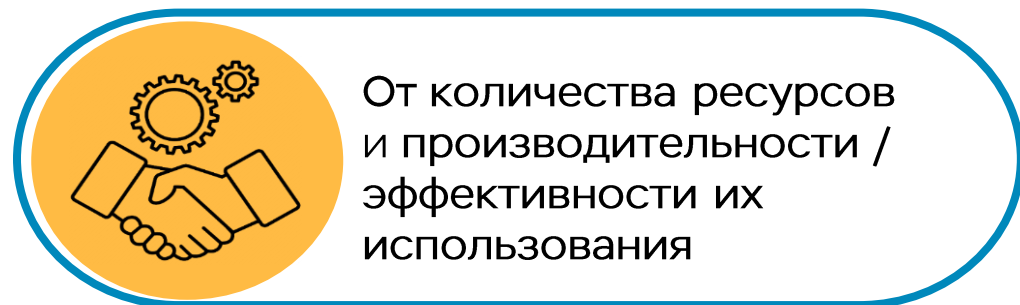 От количества ресурсов
и производительности /
эффективности их
использования